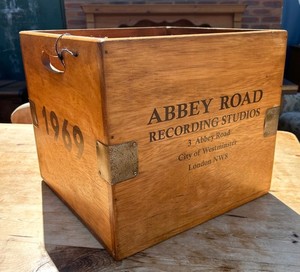 1969
ABBEY ROAD
RECORDING STUDIOS
3 Abbey Road
City of Westminster
London NW8